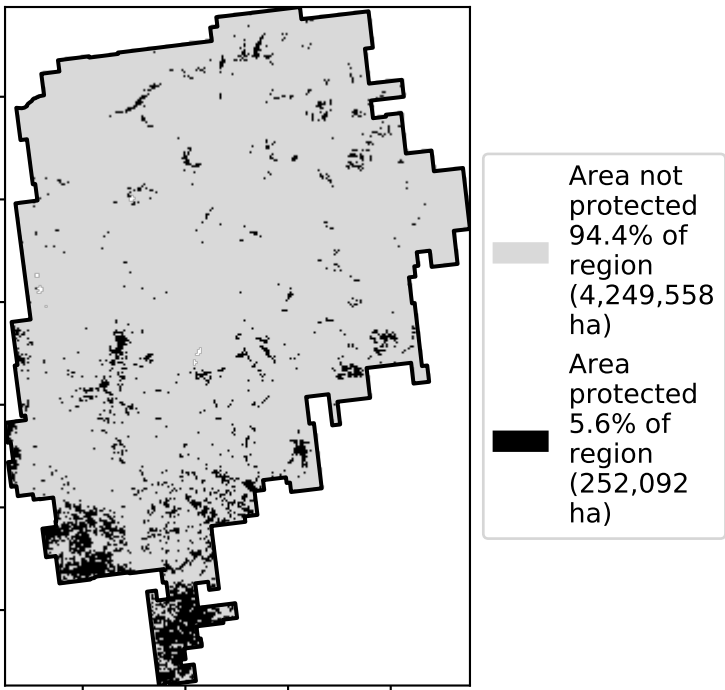 Area not
protected
94.4% of
region
(4,249,558
ha)
Area
protected
5.6% of
region
(252,092
ha)